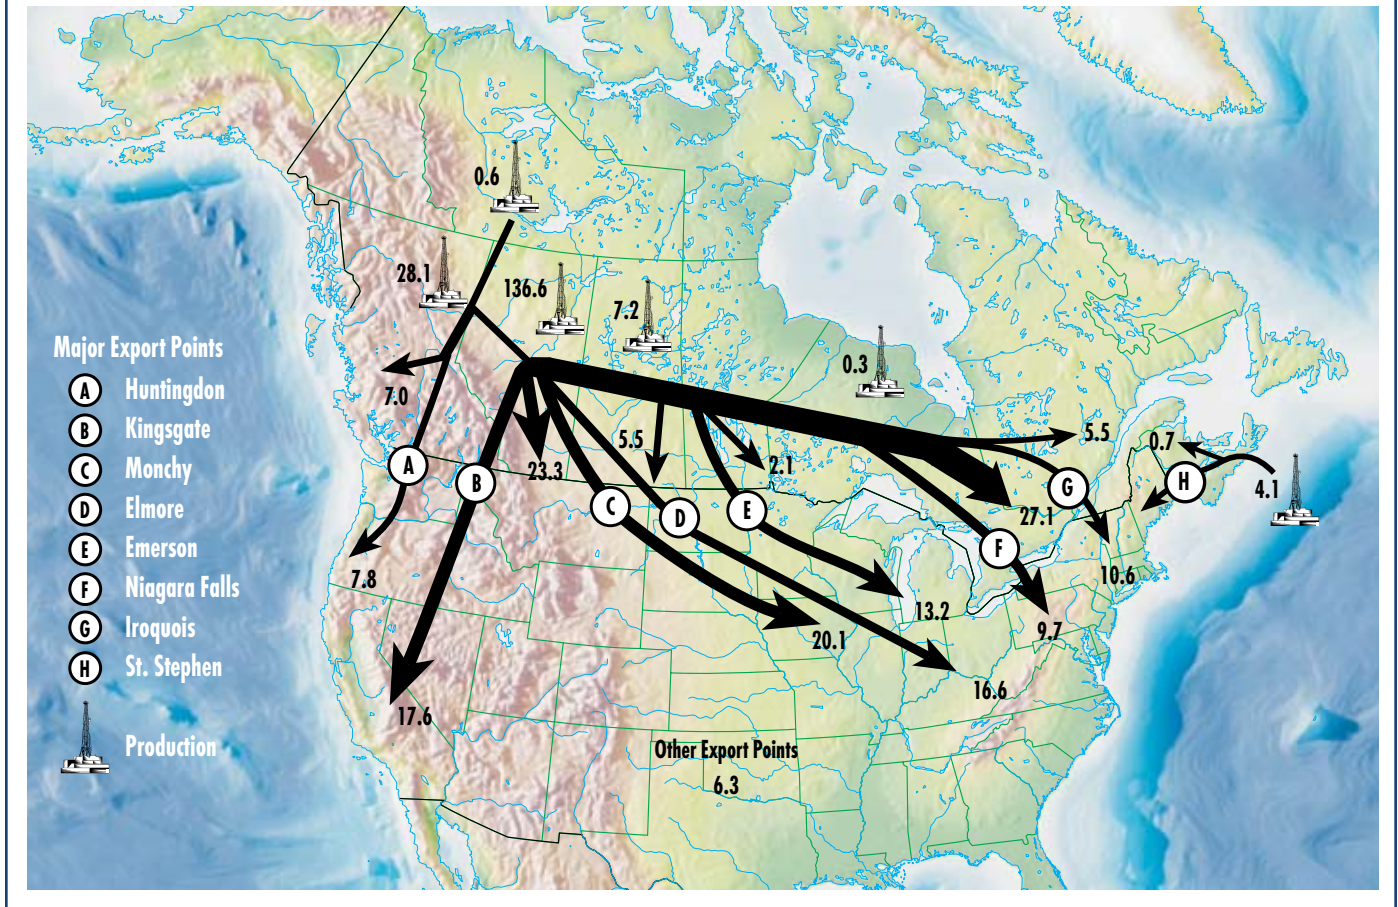 0.6
28.1
136.6
7.2
0.3
Major Export Points
A Huntingdon
B Kingsgate
C Monchy
D Elmore
E Emerson
F Niagara Falls
G Iroquois
H St. Stephen
Production
7.0
5.5
23.3
2.1
5.5
0.7
4.1
27.1
A
B
C
D
E
F
G
H
7.8
17.6
20.1
16.6
13.2
9.7
10.6
Other Export Points
6.3